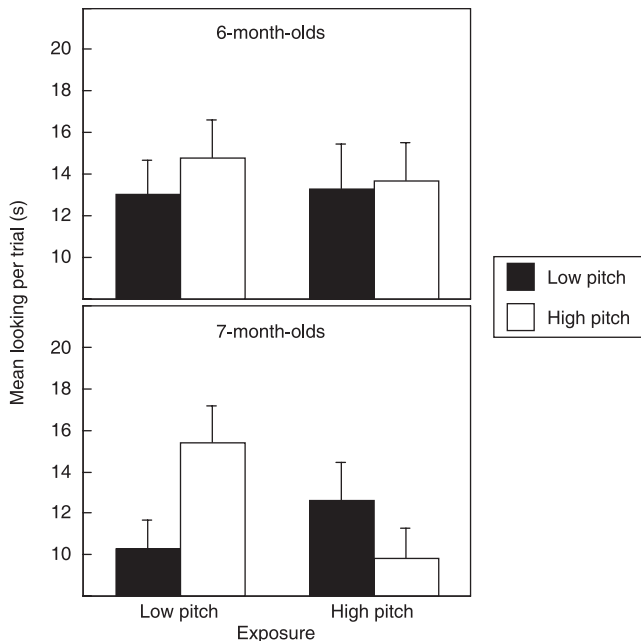 6-month-olds
20
18
16
14
12
10
Mean looking per trial (s)
7-month-olds
20
18
16
14
12
10
Low pitch
High pitch
Exposure
Low pitch
High pitch